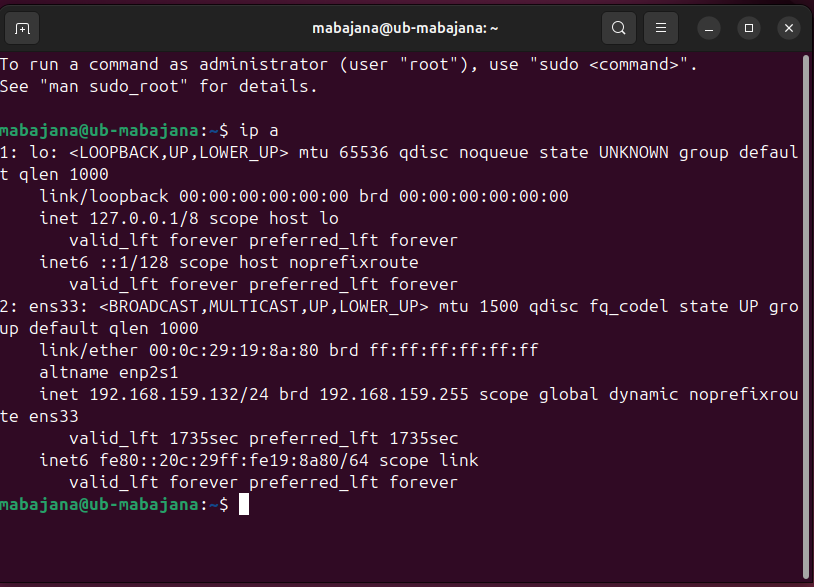 mabajana@ub-mabajana: ~
To run a command as administrator (user "root"), use "sudo <command>".
See "man sudo_root" for details.
mabajana@ub-mabajana:~$ ip a
1: lo: <LOOPBACK,UP,LOWER_UP> mtu 65536 qdisc noqueue state UNKNOWN group defaul
t qlen 1000
    link/loopback 00:00:00:00:00:00 brd 00:00:00:00:00:00
    inet 127.0.0.1/8 scope host lo
       valid_lft forever preferred_lft forever
    inet6 ::1/128 scope host noprefixroute
       valid_lft forever preferred_lft forever
2: ens33: <BROADCAST,MULTICAST,UP,LOWER_UP> mtu 1500 qdisc fq_codel state UP gro
up default qlen 1000
    link/ether 00:0c:29:19:8a:80 brd ff:ff:ff:ff:ff:ff
    altname enp2s1
    inet 192.168.159.132/24 brd 192.168.159.255 scope global dynamic noprefixrou
te ens33
       valid_lft 1735sec preferred_lft 1735sec
    inet6 fe80::20c:29ff:fe19:8a80/64 scope link
       valid_lft forever preferred_lft forever
mabajana@ub-mabajana:~$